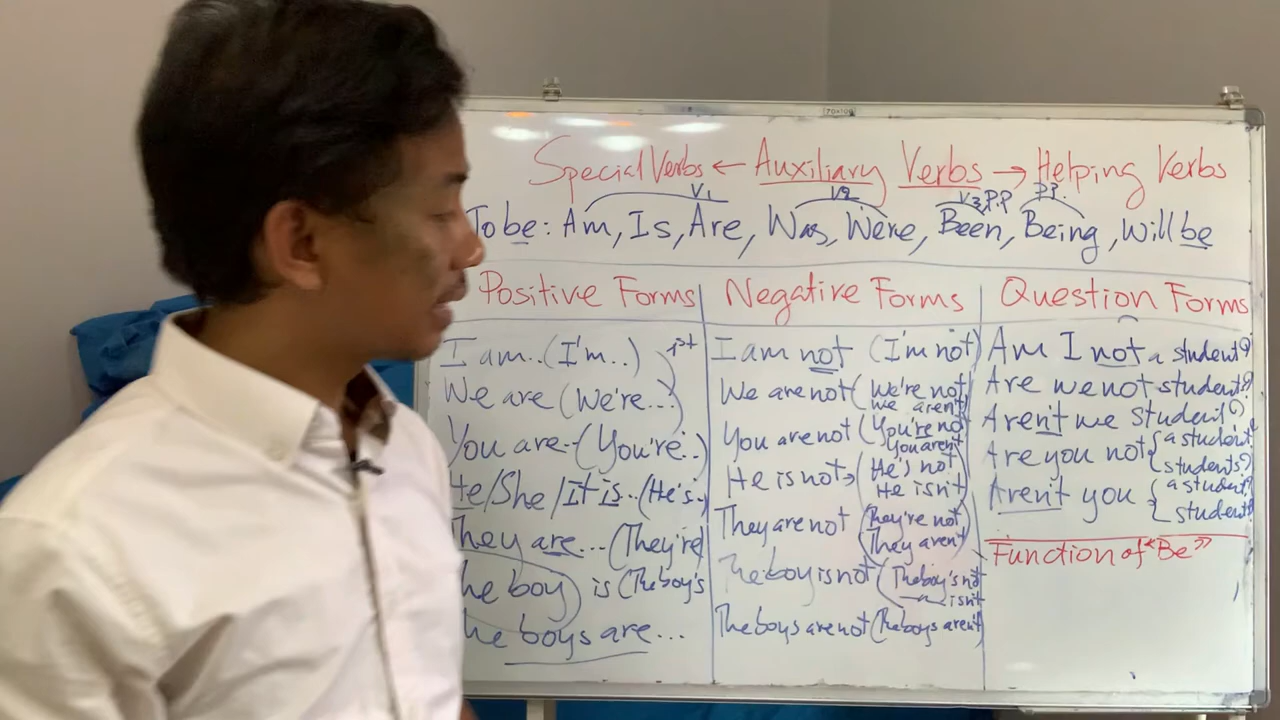 Special Verbs ← Auxiliary Verbs → Helping Verbs
V1 V2 V3, P.P
To be: Am, Is, Are, Was, Were, Been, Being, Will be
Positive Forms
I am.. (I'm..) 1st
We are (We're...)
You are.. (You're..)
He/She/It is.. (He's..)
They are... (They're)
he boy is (The boy's
he boys are...
Negative Forms
I am not (I'm not)
We are not (We're not
we aren't)
You are not (You're not
You aren't
He is not (He's not
He isn't
They are not (They're not)
They aren't
The boy is not (The boy's not
isn't
The boys are not (The boys aren't
Question Forms
Am I not a student?
Are we not student?
Aren't we student?
Are you not { a student
students?
Aren't you { a student?
student?
Function of "Be"